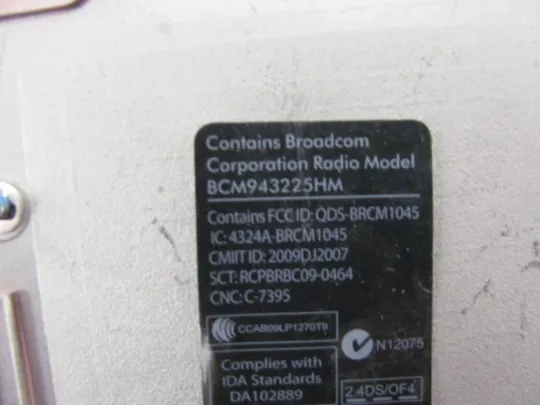 Contains Broadcom
Corporation Radio Model
BCM943225HM
Contains FCC ID: QDS-BRCM1045
IC: 4324A-BRCM1045
CMIIT ID: 2009DJ2007
SCT: RCPBRBC09-0464
CNC: C-7395
CCAB09LP1270T9
N12075
Complies with
IDA Standards
DA102889
2.4DS/OF4